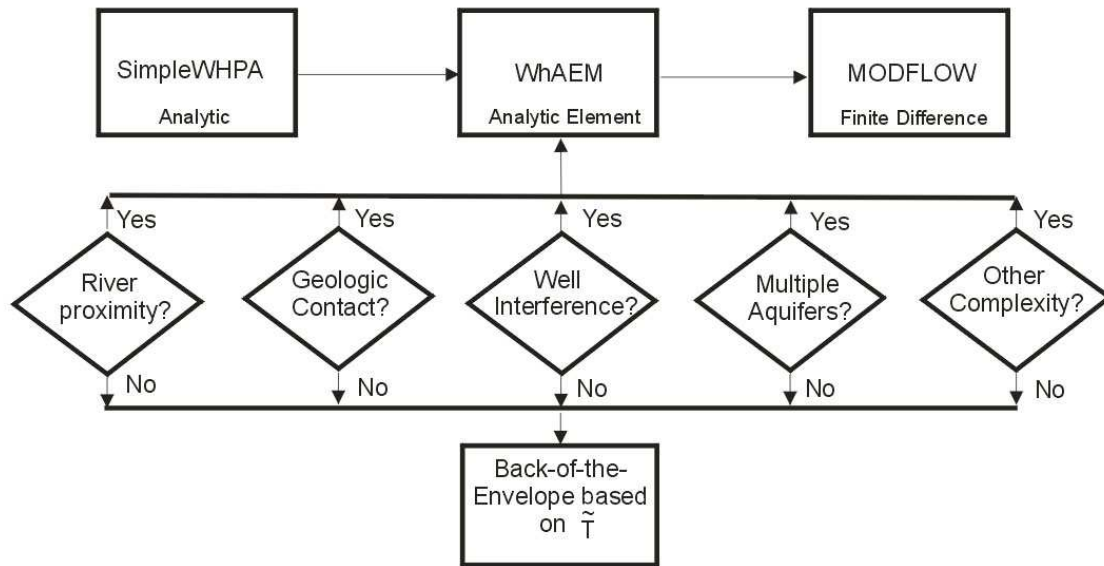 SimpleWHPA
Analytic
WhAEM
Analytic Element
MODFLOW
Finite Difference
Yes
Yes
Yes
Yes
Yes
River
proximity?
Geologic
Contact?
Well
Interference?
Multiple
Aquifers?
Other
Complexity?
No
No
No
No
No
Back-of-the-
Envelope based
on T̃